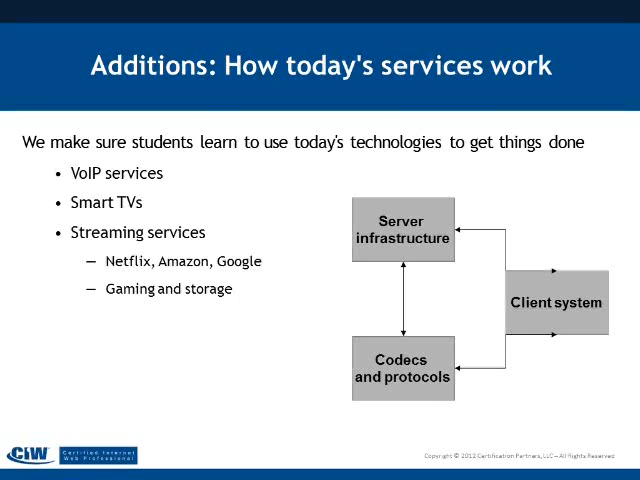 Additions: How today's services work
We make sure students learn to use today's technologies to get things done
• VoIP services
• Smart TVs
• Streaming services
— Netflix, Amazon, Google
— Gaming and storage
Server
infrastructure
Client system
Codecs
and protocols
CIW
Certified Internet
Web Professional
Copyright © 2012 Certification Partners, LLC — All Rights Reserved